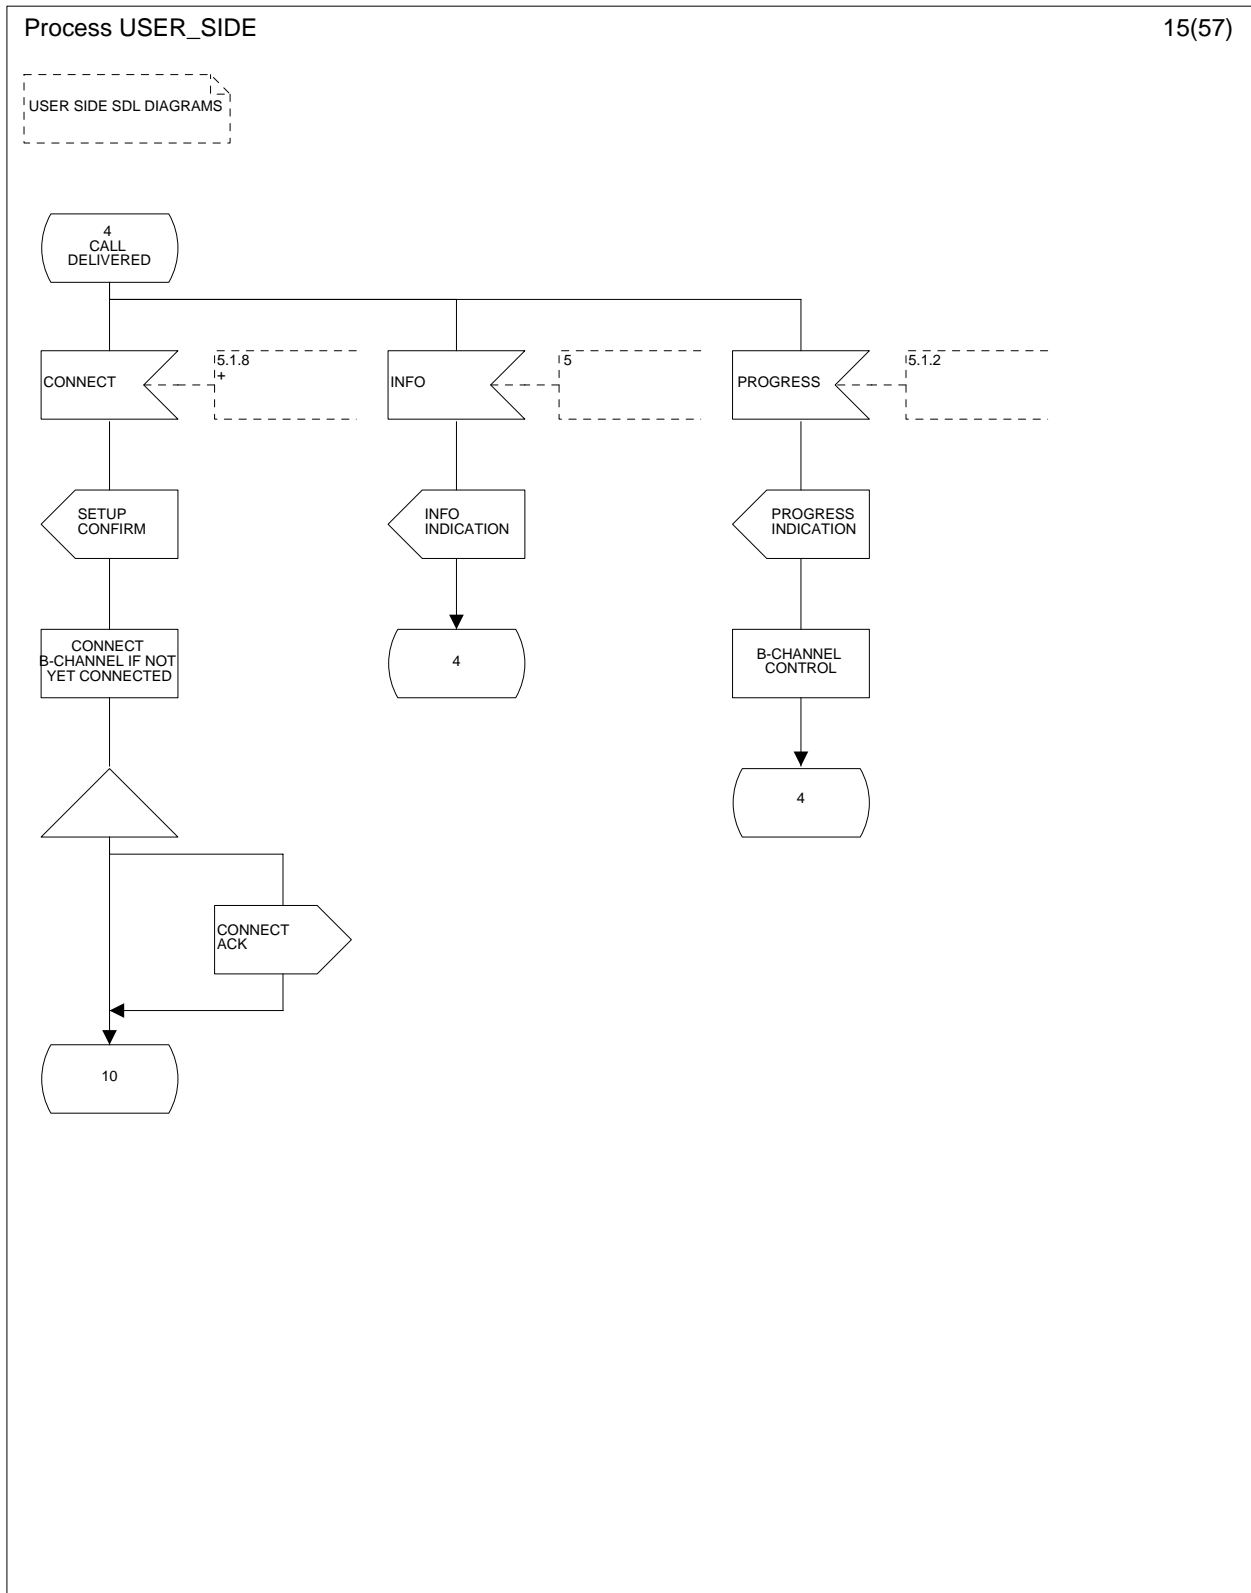 Process USER_SIDE
15(57)
USER SIDE SDL DIAGRAMS
4
CALL
DELIVERED
CONNECT
5.1.8
+
INFO
5
PROGRESS
5.1.2
SETUP
CONFIRM
INFO
INDICATION
PROGRESS
INDICATION
CONNECT
B-CHANNEL IF NOT
YET CONNECTED
4
B-CHANNEL
CONTROL
4
CONNECT
ACK
10